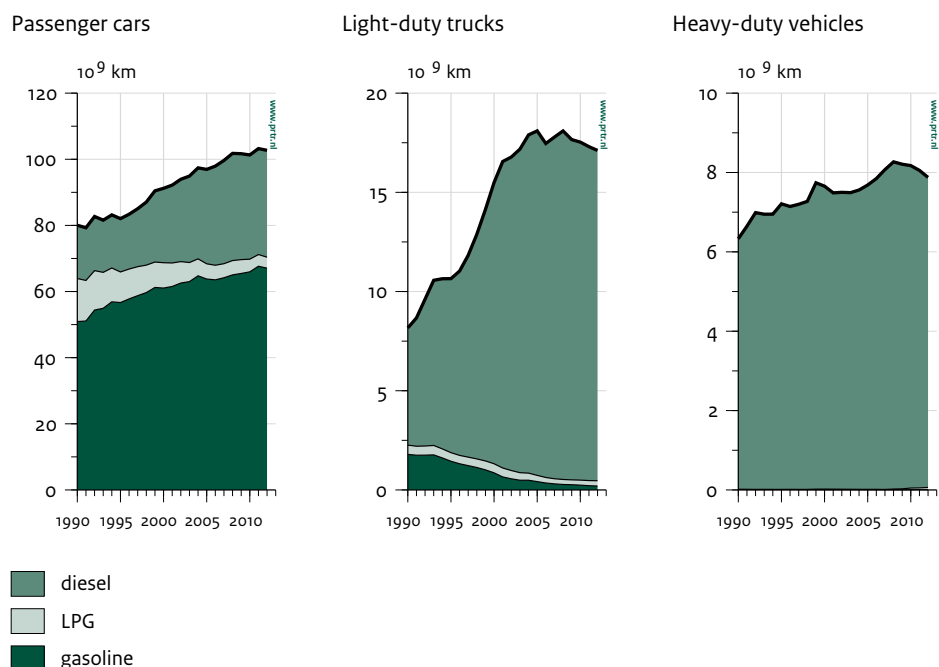 Passenger cars
10⁹ km
120
100
80
60
40
20
0
1990 1995 2000 2005 2010
www.prtr.nl
Light-duty trucks
10 ⁹ km
20
15
10
5
0
1990 1995 2000 2005 2010
www.prtr.nl
Heavy-duty vehicles
10 ⁹ km
10
8
6
4
2
0
1990 1995 2000 2005 2010
www.prtr.nl
diesel
LPG
gasoline